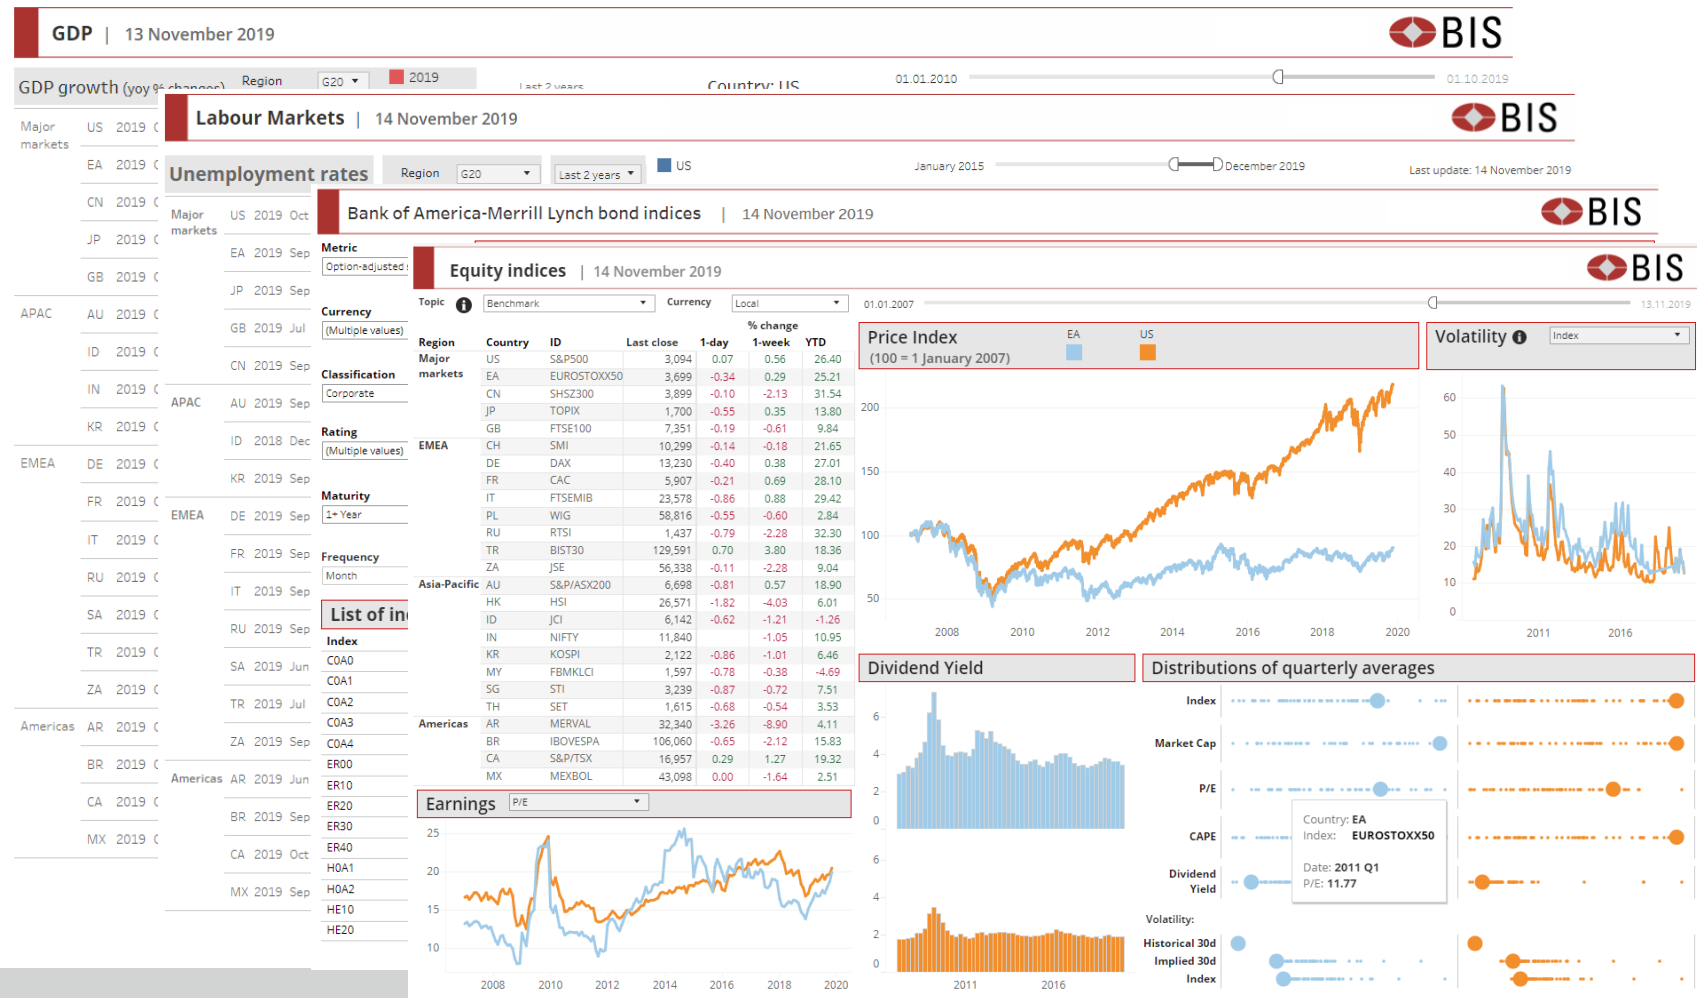 GDP | 13 November 2019
BIS
GDP growth (yoy % changes)
Region G20 2019
Last 2 years
Country: US
01.01.2010 01.10.2019
Major markets
US 2019
EA 2019
CN 2019
JP 2019
GB 2019
APAC AU 2019
ID 2019
IN 2019
KR 2019
EMEA DE 2019
FR 2019
IT 2019
RU 2019
SA 2019
TR 2019
ZA 2019
Americas AR 2019
BR 2019
CA 2019
MX 2019
Labour Markets | 14 November 2019
BIS
Unemployment rates
Region G20 Last 2 years US
January 2015 December 2019
Last update: 14 November 2019
Major markets
US 2019 Oct
EA 2019 Sep
JP 2019 Sep
GB 2019 Jul
CN 2019 Sep
APAC AU 2019 Sep
ID 2018 Dec
KR 2019 Sep
EMEA DE 2019 Sep
FR 2019 Sep
IT 2019 Sep
RU 2019 Sep
SA 2019 Jun
TR 2019 Jul
ZA 2019 Sep
Americas AR 2019 Jun
BR 2019 Sep
CA 2019 Oct
MX 2019 Sep
Bank of America-Merrill Lynch bond indices | 14 November 2019
BIS
Metric
Option-adjusted
Currency
(Multiple values)
Classification
Corporate
Rating
(Multiple values)
Maturity
1+ Year
Frequency
Month
List of in
Index
C0A0
C0A1
C0A2
C0A3
C0A4
ER00
ER10
ER20
ER30
ER40
H0A1
H0A2
HE10
HE20
Equity indices | 14 November 2019
BIS
Topic Benchmark Currency Local
01.01.2007 13.11.2019
% change
Region Country ID Last close 1-day 1-week YTD
Major markets
US S&P500 3,094 0.07 0.56 26.40
EA EUROSTOXX50 3,699 -0.34 0.29 25.21
CN SHSZ300 3,899 -0.10 -2.13 31.54
JP TOPIX 1,700 -0.55 0.35 13.80
GB FTSE100 7,351 -0.19 -0.61 9.84
EMEA CH SMI 10,299 -0.14 -0.18 21.65
DE DAX 13,230 -0.40 0.38 27.01
FR CAC 5,907 -0.21 0.69 28.10
IT FTSEMIB 23,578 -0.86 0.88 29.42
PL WIG 58,816 -0.55 -0.60 2.84
RU RTSI 1,437 -0.79 -2.28 32.30
TR BIST30 129,591 0.70 3.80 18.36
ZA JSE 56,338 -0.11 -2.28 9.04
Asia-Pacific AU S&P/ASX200 6,698 -0.81 0.57 18.90
HK HSI 26,571 -1.82 -4.03 6.01
ID JCI 6,142 -0.62 -1.21 -1.26
IN NIFTY 11,840 -1.05 10.95
KR KOSPI 2,122 -0.86 -1.01 6.46
MY FBMKLCI 1,597 -0.78 -0.38 -4.69
SG STI 3,239 -0.87 -0.72 7.51
TH SET 1,615 -0.68 -0.54 3.53
Americas AR MERVAL 32,340 -3.26 -8.90 4.11
BR IBOVESPA 106,060 -0.65 -2.12 15.83
CA S&P/TSX 16,957 0.29 1.27 19.32
MX MEXBOL 43,098 0.00 -1.64 2.51
Price Index
(100 = 1 January 2007)
EA US
200
150
100
50
2008 2010 2012 2014 2016 2018 2020
Volatility Index
60
50
40
30
20
10
0
2011 2016
Earnings P/E
25
20
15
10
2008 2010 2012 2014 2016 2018 2020
Dividend Yield
6
4
2
0
6
4
2
0
2011 2016
Distributions of quarterly averages
Index
Market Cap
P/E
CAPE
Dividend Yield
Volatility:
Historical 30d
Implied 30d
Index
Country: EA
Index: EUROSTOXX50
Date: 2011 Q1
P/E: 11.77